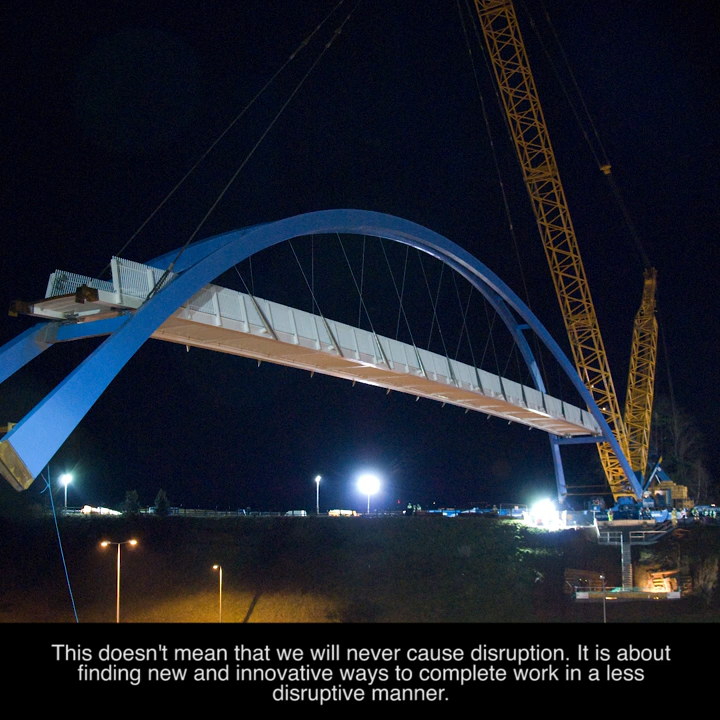 This doesn't mean that we will never cause disruption. It is about
finding new and innovative ways to complete work in a less
disruptive manner.